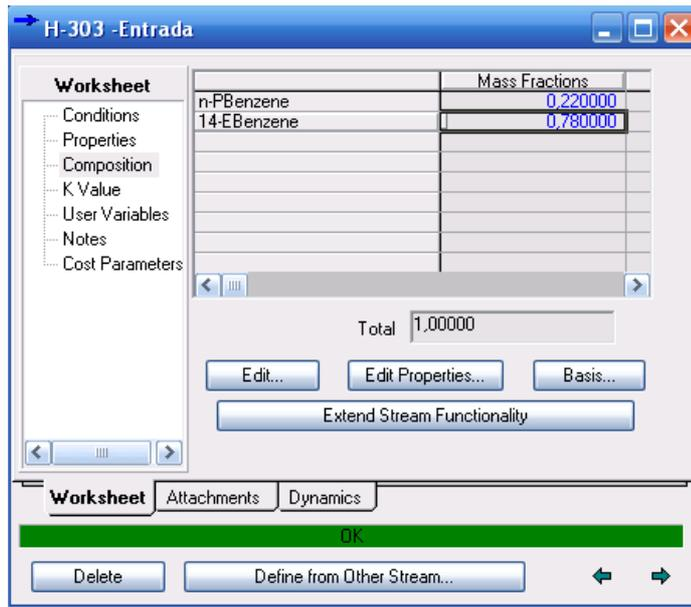 H-303 -Entrada
Worksheet
Conditions
Properties
Composition
K Value
User Variables
Notes
Cost Parameters
Mass Fractions
n-PBenzene 0,220000
14-EBenzene 0,780000
Total 1,00000
Edit... Edit Properties... Basis...
Extend Stream Functionality
Worksheet Attachments Dynamics
OK
Delete Define from Other Stream...